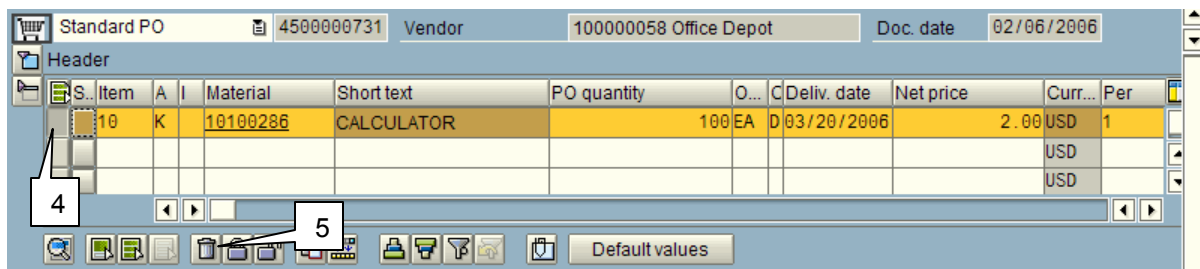 Standard PO 4500000731 Vendor 100000058 Office Depot Doc. date 02/06/2006
Header
S.. Item A I Material Short text PO quantity O... C Deliv. date Net price Curr... Per
10 K 10100286 CALCULATOR 100 EA D 03/20/2006 2.00 USD 1
USD
USD
4
5
Default values